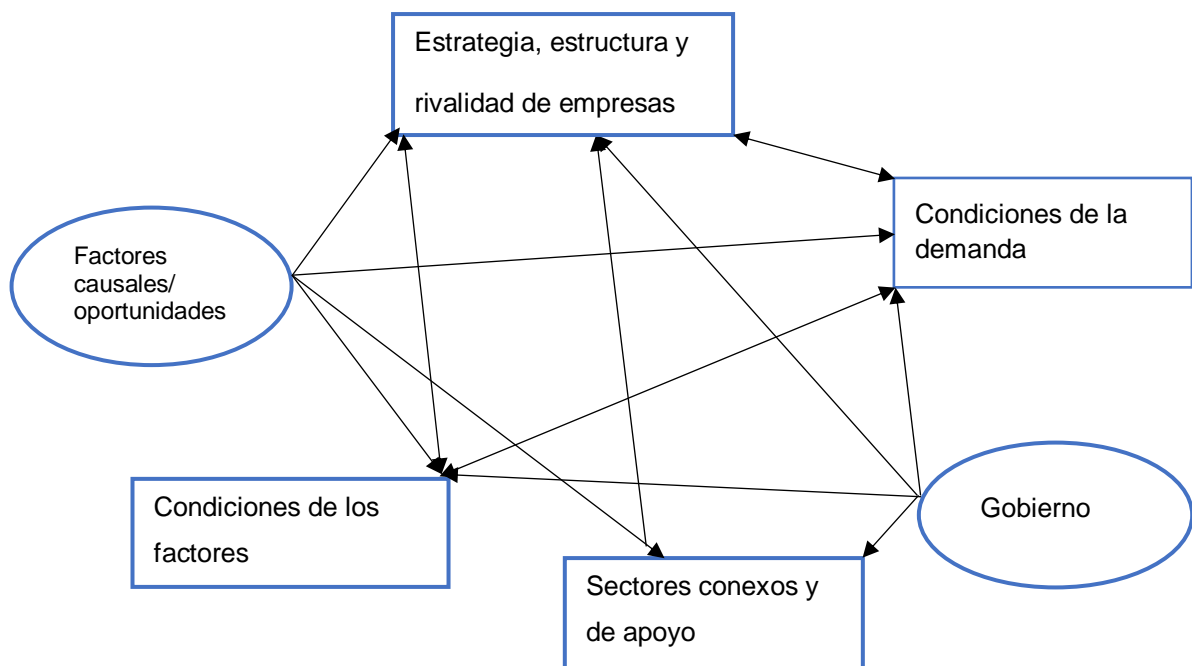 Estrategia, estructura y
rivalidad de empresas
Condiciones de la
demanda
Factores
causales/
oportunidades
Condiciones de los
factores
Gobierno
Sectores conexos y
de apoyo